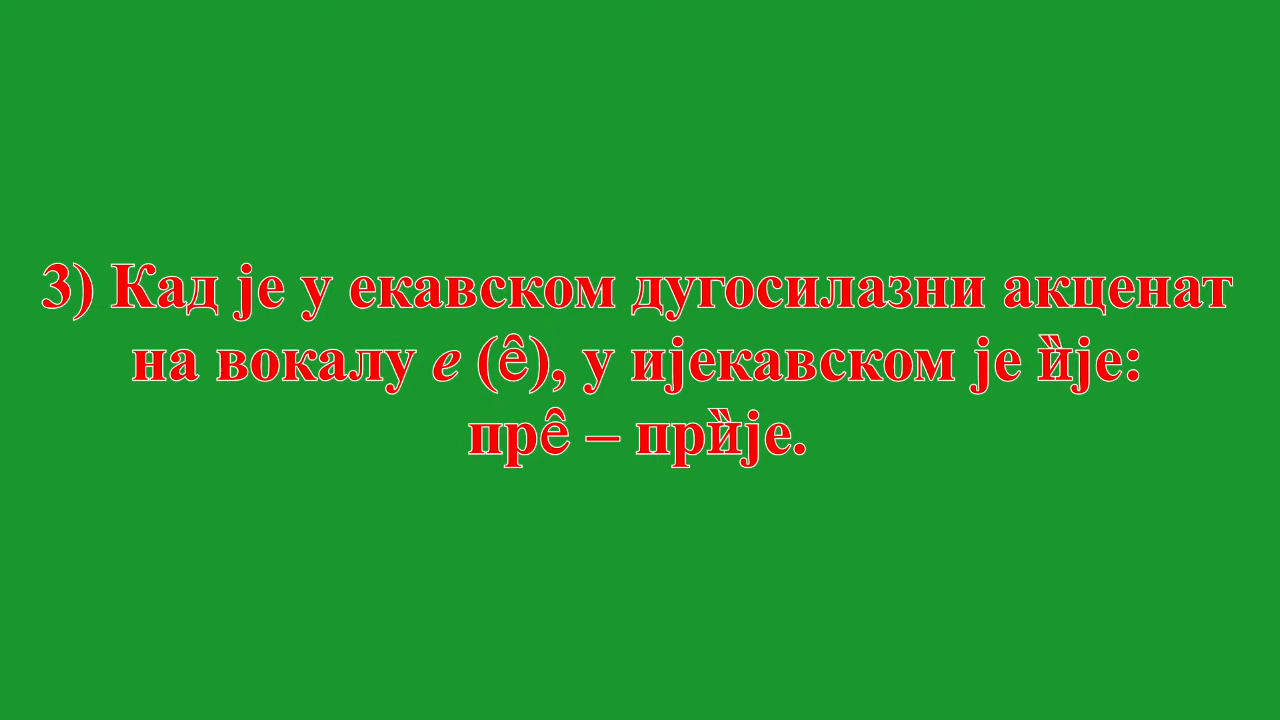 3) Кад је у екавском дугосилазни акценат
на вокалу е (ȇ), у ијекавском је ȉје:
прȇ – прȉје.